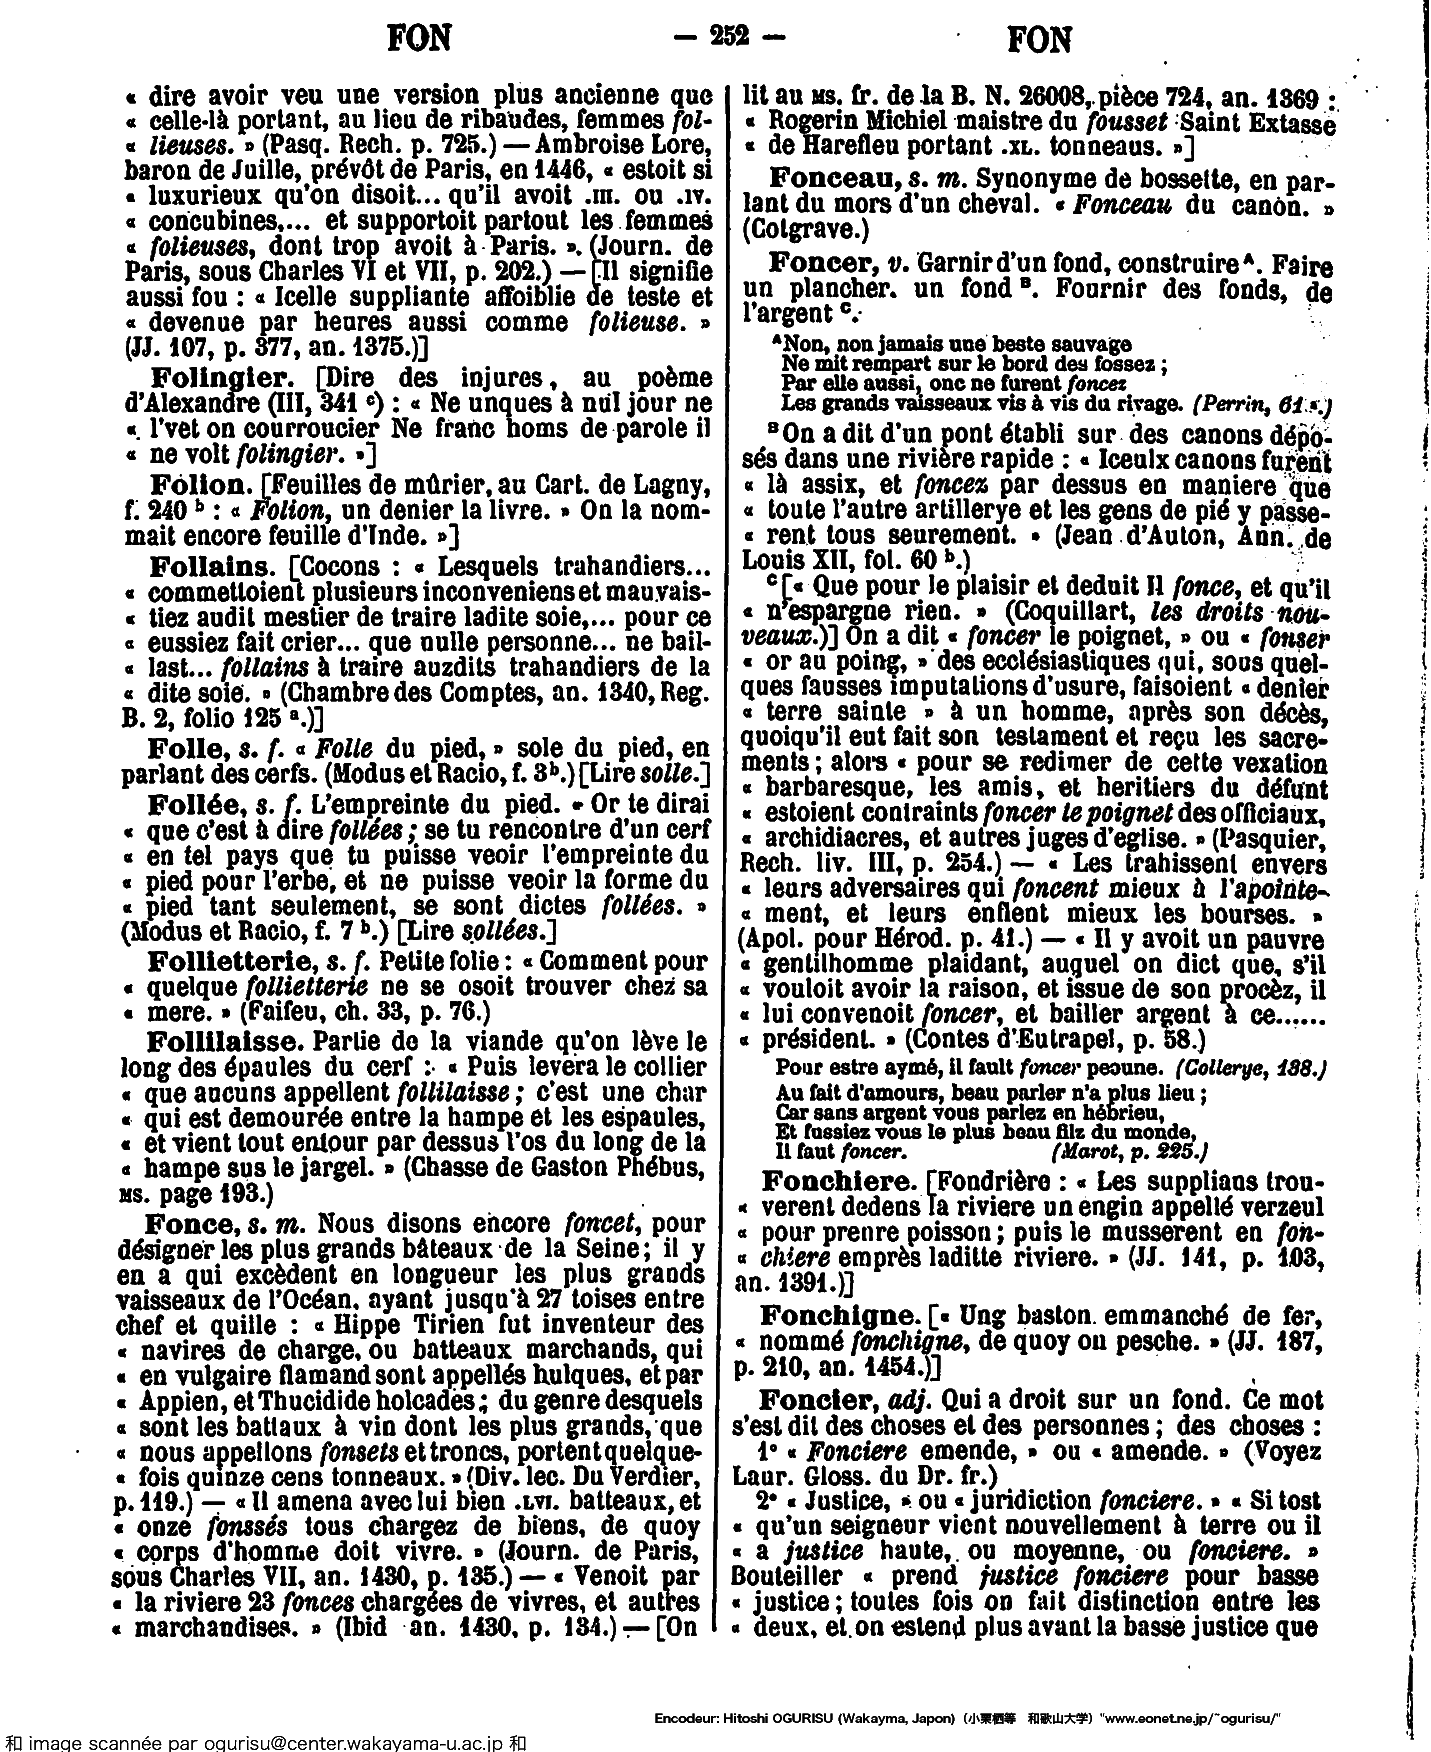 FON — 252 — FON
« dire avoir veu une version plus ancienne que
« celle-là portant, au lieu de ribaudes, femmes fol-
« lieuses. » (Pasq. Rech. p. 725.) — Ambroise Lore,
baron de Juille, prévôt de Paris, en 1446, « estoit si
« luxurieux qu'on disoit... qu'il avoit .III. ou .IV.
« concubines,... et supportoit partout les femmes
« folieuses, dont trop avoit à Paris. » (Journ. de
Paris, sous Charles VI et VII, p. 202.) — [Il signifie
aussi fou : « Icelle suppliante affoiblie de teste et
« devenue par heures aussi comme folieuse. »
(JJ. 107, p. 377, an. 1375.)]
Folingier. [Dire des injures, au poème
d'Alexandre (III, 341 c) : « Ne unques à nul jour ne
« l'vet on courroucier Ne franc homs de parole il
« ne volt folingier. »]
Folion. [Feuilles de mûrier, au Cart. de Lagny,
f. 240 b : « Folion, un denier la livre. » On la nom-
mait encore feuille d'Inde. »]
Follains. [Cocons : « Lesquels trahandiers...
« commettoient plusieurs inconveniens et mauvais-
« tiez audit mestier de traire ladite soie,... pour ce
« eussiez fait crier... que nulle personne... ne bail-
« last... follains à traire auzdits trahandiers de la
« dite soie. » (Chambre des Comptes, an. 1340, Reg.
B. 2, folio 125 a.)]
Folle, s. f. « Folle du pied, » sole du pied, en
parlant des cerfs. (Modus et Racio, f. 3 b.) [Lire solle.]
Follée, s. f. L'empreinte du pied. « Or te dirai
« que c'est à dire follées ; se tu rencontre d'un cerf
« en tel pays que tu puisse veoir l'empreinte du
« pied pour l'erbe, et ne puisse veoir la forme du
« pied tant seulement, se sont dictes follées. »
(Modus et Racio, f. 7 b.) [Lire sollées.]
Follietterie, s. f. Petite folie : « Comment pour
« quelque follietterie ne se osoit trouver chez sa
« mere. » (Faifeu, ch. 33, p. 76.)
Follilaisse. Partie de la viande qu'on lève le
long des épaules du cerf : « Puis levera le collier
« que aucuns appellent follilaisse ; c'est une char
« qui est demourée entre la hampe et les espaules,
« et vient tout entour par dessus l'os du long de la
« hampe sus le jargel. » (Chasse de Gaston Phébus,
MS. page 193.)
Fonce, s. m. Nous disons encore foncet, pour
désigner les plus grands bâteaux de la Seine ; il y
en a qui excèdent en longueur les plus grands
vaisseaux de l'Océan, ayant jusqu'à 27 toises entre
chef et quille : « Hippe Tirien fut inventeur des
« navires de charge, ou batteaux marchands, qui
« en vulgaire flamand sont appellés hulques, et par
« Appien, et Thucidide holcades ; du genre desquels
« sont les battaux à vin dont les plus grands, que
« nous appellons fonsets et troncs, portent quelque-
« fois quinze cens tonneaux. » (Div. lec. Du Verdier,
p. 119.) — « Il amena avec lui bien .LVI. batteaux, et
« onze fonssés tous chargez de biens, de quoy
« corps d'homme doit vivre. » (Journ. de Paris,
sous Charles VII, an. 1430, p. 135.) — « Venoit par
« la riviere 23 fonces chargées de vivres, et autres
« marchandises. » (Ibid an. 1430, p. 134.) — [On
lit au MS. fr. de la B. N. 26008, pièce 724, an. 1369 :
« Rogerin Michiel maistre du fousset Saint Extasse
« de Harefleu portant .XL. tonneaus. »]
Fonceau, s. m. Synonyme de bossette, en par-
lant du mors d'un cheval. « Fonceau du canon. »
(Cotgrave.)
Foncer, v. Garnir d'un fond, construire A. Faire
un plancher, un fond B. Fournir des fonds, de
l'argent C.
A Non, non jamais une beste sauvage
Ne mit rempart sur le bord des fossez ;
Par elle aussi, onc ne furent foncez
Les grands vaisseaux vis à vis du rivage. (Perrin, 61.)
B On a dit d'un pont établi sur des canons dépo-
sés dans une rivière rapide : « Iceulx canons furent
« là assix, et foncez par dessus en maniere que
« toute l'autre artillerye et les gens de pié y passe-
« rent tous seurement. » (Jean d'Auton, Ann. de
Louis XII, fol. 60 b.)
C [« Que pour le plaisir et deduit Il fonce, et qu'il
« n'espargne rien. » (Coquillart, les droits nou-
veaux.)] On a dit « foncer le poignet, » ou « fonser
« or au poing, » des ecclésiastiques qui, sous quel-
ques fausses imputations d'usure, faisoient « denier
« terre sainte » à un homme, après son décès,
quoiqu'il eut fait son testament et reçu les sacre-
ments ; alors « pour se redimer de cette vexation
« barbaresque, les amis, et heritiers du défunt
« estoient contraints foncer le poignet des officiaux,
« archidiacres, et autres juges d'eglise. » (Pasquier,
Rech. liv. III, p. 254.) — « Les trahissent envers
« leurs adversaires qui foncent mieux à l'apointe-
« ment, et leurs enflent mieux les bourses. »
(Apol. pour Hérod. p. 41.) — « Il y avoit un pauvre
« gentilhomme plaidant, auquel on dict que, s'il
« vouloit avoir la raison, et issue de son procèz, il
« lui convenoit foncer, et bailler argent à ce......
« président. » (Contes d'Eutrapel, p. 58.)
Pour estre aymé, il fault foncer pecune. (Collerye, 138.)
Au fait d'amours, beau parler n'a plus lieu ;
Car sans argent vous parlez en hébrieu,
Et fussiez vous le plus beau filz du monde,
Il faut foncer. (Marot, p. 225.)
Fonchiere. [Fondrière : « Les supplians trou-
« verent dedens la riviere un engin appellé verzeul
« pour prenre poisson ; puis le musserent en fon-
« chiere emprès laditte riviere. » (JJ. 141, p. 103,
an. 1391.)]
Fonchigne. [« Ung baston emmanché de fer,
« nommé fonchigne, de quoy on pesche. » (JJ. 187,
p. 210, an. 1454.)]
Foncier, adj. Qui a droit sur un fond. Ce mot
s'est dit des choses et des personnes ; des choses :
1° « Fonciere emende, » ou « amende. » (Voyez
Laur. Gloss. du Dr. fr.)
2° « Justice, » ou « juridiction fonciere. » « Si tost
« qu'un seigneur vient nouvellement à terre ou il
« a justice haute, ou moyenne, ou fonciere. »
Bouteiller « prend justice fonciere pour basse
« justice ; toutes fois on fait distinction entre les
« deux, et on estend plus avant la basse justice que
Encodeur: Hitoshi OGURISU (Wakayma, Japon) (小栗栖等 和歌山大学) "www.eonet.ne.jp/~ogurisu/"
和 image scannée par ogurisu@center.wakayama-u.ac.jp 和